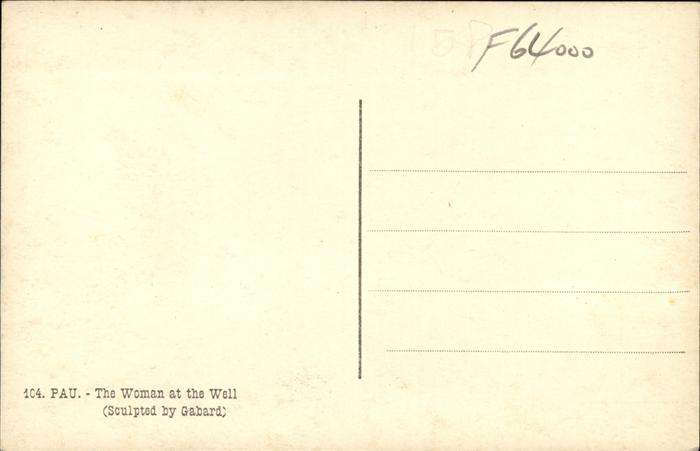 F64000
104. PAU. - The Woman at the Well
(Sculpted by Gabard)